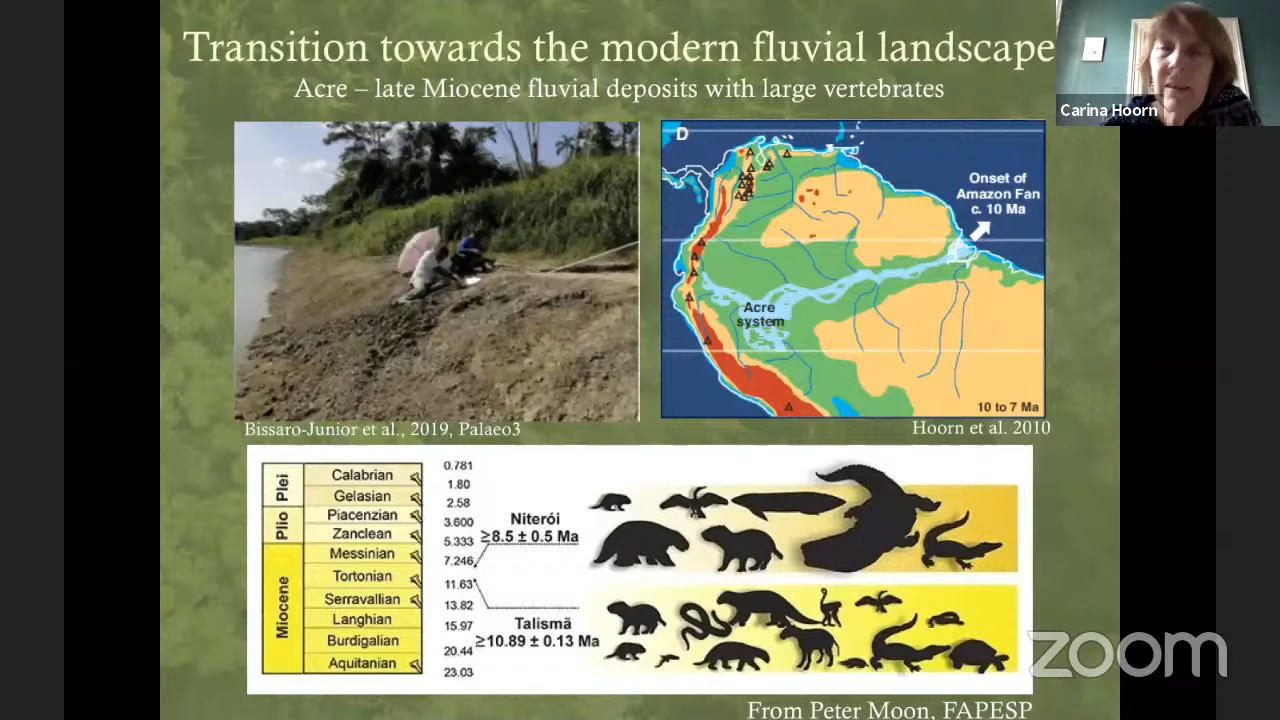 Transition towards the modern fluvial landscape
Acre – late Miocene fluvial deposits with large vertebrates
Carina Hoorn
D
Onset of
Amazon Fan
c. 10 Ma
Acre
system
10 to 7 Ma
Bissaro-Junior et al., 2019, Palaeo3
Hoorn et al. 2010
Plei
Calabrian
Gelasian
Plio
Piacenzian
Zanclean
Miocene
Messinian
Tortonian
Serravallian
Langhian
Burdigalian
Aquitanian
0.781
1.80
2.58
3.600
5.333
7.246
11.63
13.82
15.97
20.44
23.03
Niterói
≥8.5 ± 0.5 Ma
Talismã
≥10.89 ± 0.13 Ma
From Peter Moon, FAPESP
zoom